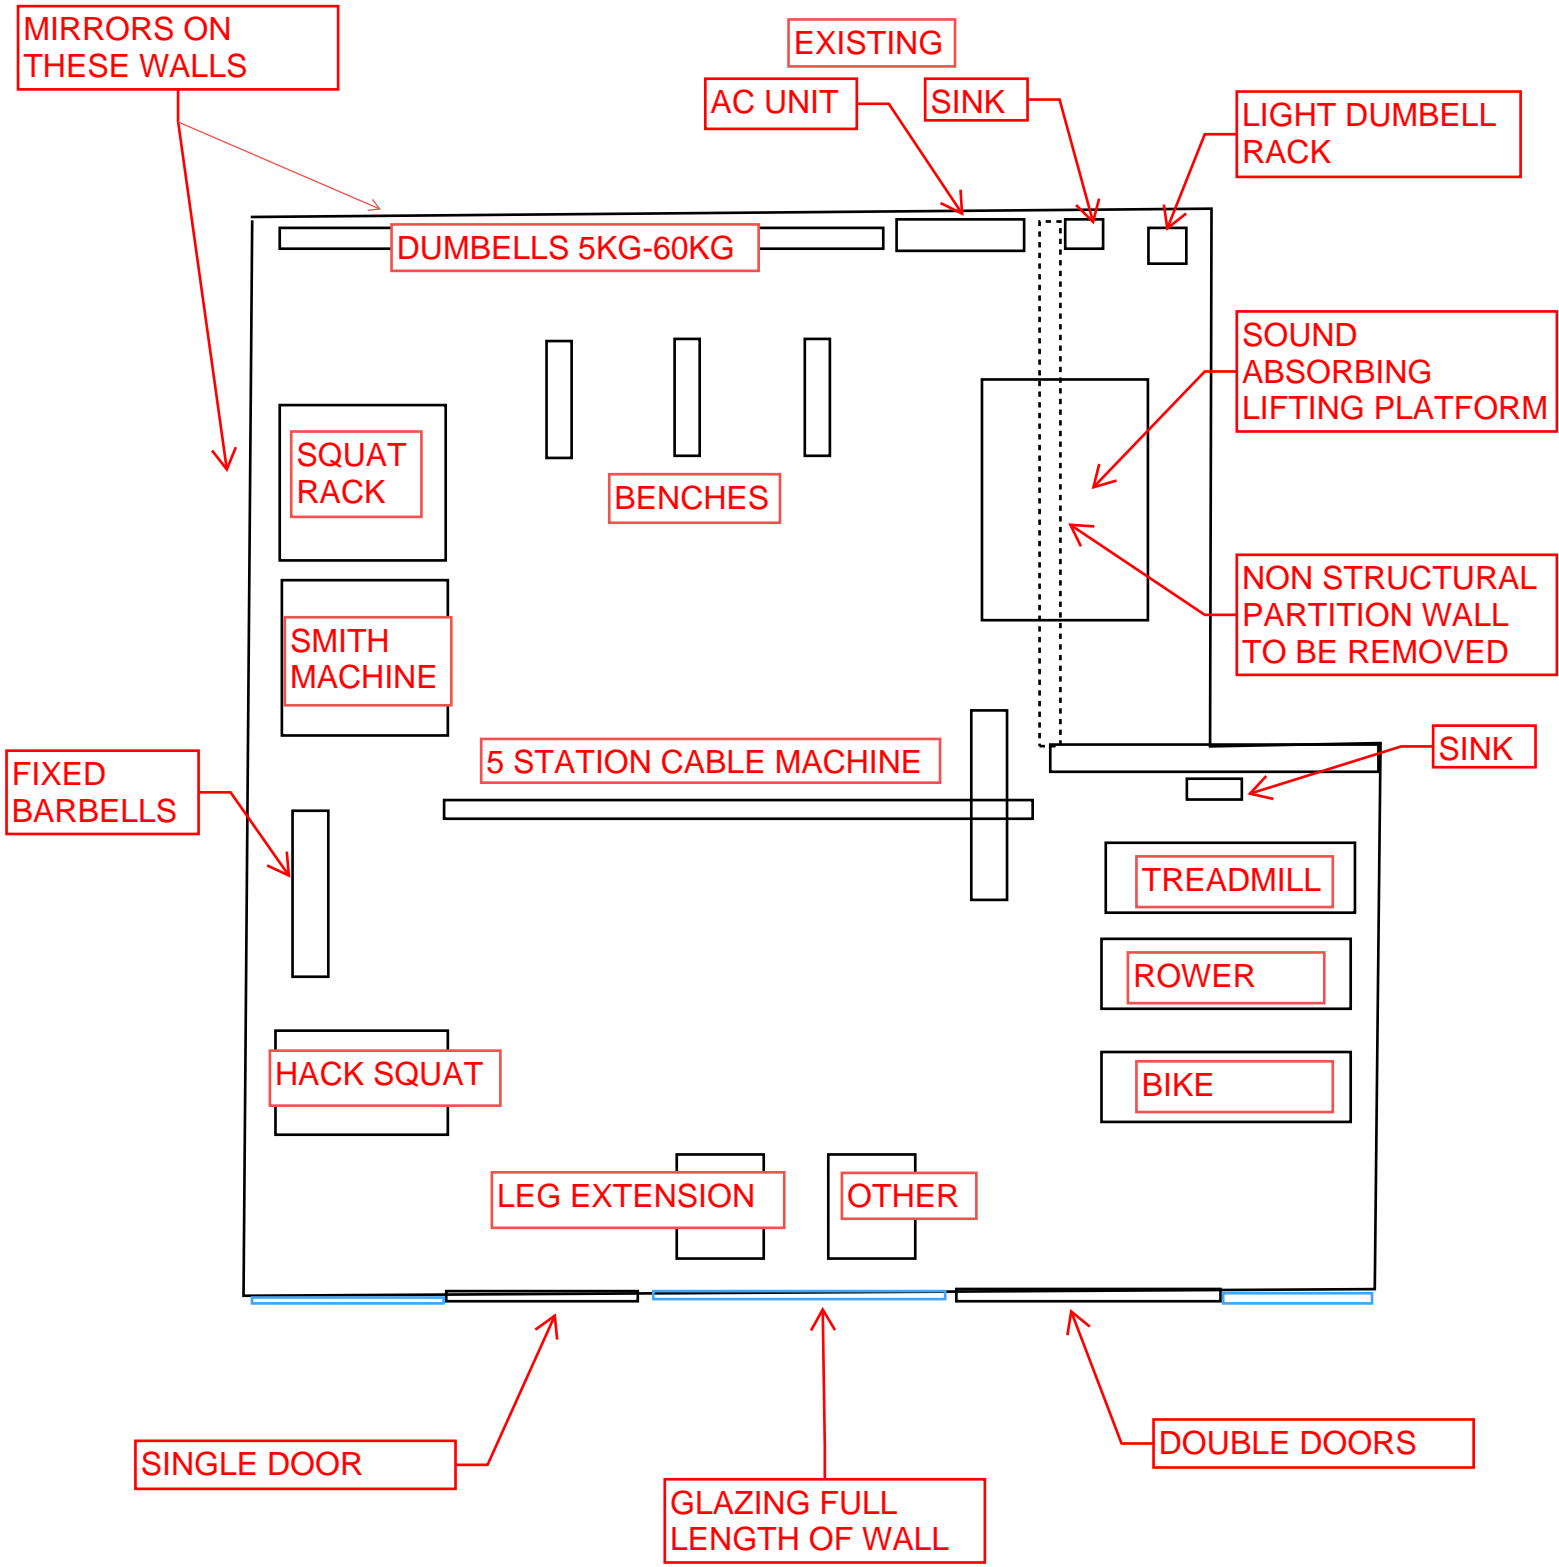 MIRRORS ON
THESE WALLS
EXISTING
AC UNIT
SINK
LIGHT DUMBELL
RACK
DUMBELLS 5KG-60KG
SOUND
ABSORBING
LIFTING PLATFORM
SQUAT
RACK
BENCHES
NON STRUCTURAL
PARTITION WALL
TO BE REMOVED
SMITH
MACHINE
5 STATION CABLE MACHINE
SINK
FIXED
BARBELLS
TREADMILL
ROWER
HACK SQUAT
BIKE
LEG EXTENSION
OTHER
SINGLE DOOR
DOUBLE DOORS
GLAZING FULL
LENGTH OF WALL